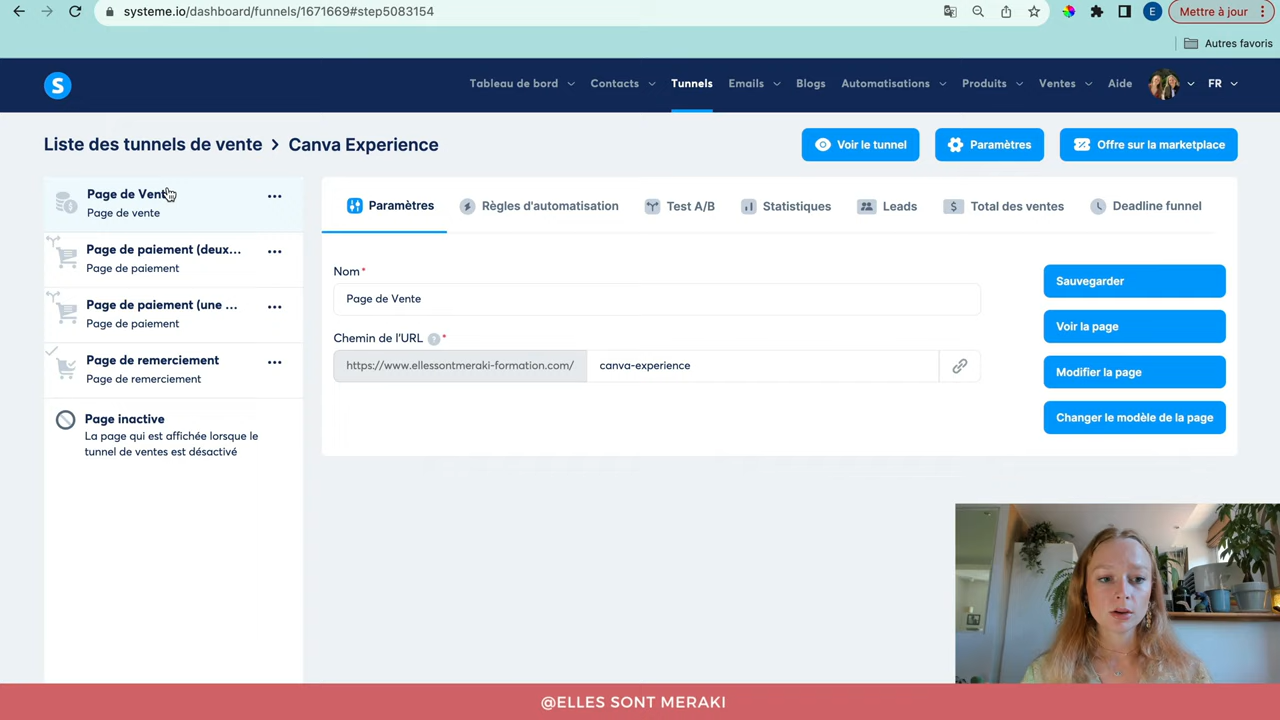 systeme.io/dashboard/funnels/1671669#step5083154
E
Mettre à jour
Autres favoris
S
Tableau de bord
Contacts
Tunnels
Emails
Blogs
Automatisations
Produits
Ventes
Aide
FR
Liste des tunnels de vente > Canva Experience
Voir le tunnel
Paramètres
Offre sur la marketplace
Page de Vente
Page de vente
Page de paiement (deux...
Page de paiement
Page de paiement (une ...
Page de paiement
Page de remerciement
Page de remerciement
Page inactive
La page qui est affichée lorsque le
tunnel de ventes est désactivé
Paramètres
Règles d'automatisation
Test A/B
Statistiques
Leads
Total des ventes
Deadline funnel
Nom*
Page de Vente
Chemin de l'URL ? *
https://www.ellessontmeraki-formation.com/
canva-experience
Sauvegarder
Voir la page
Modifier la page
Changer le modèle de la page
@ELLES SONT MERAKI